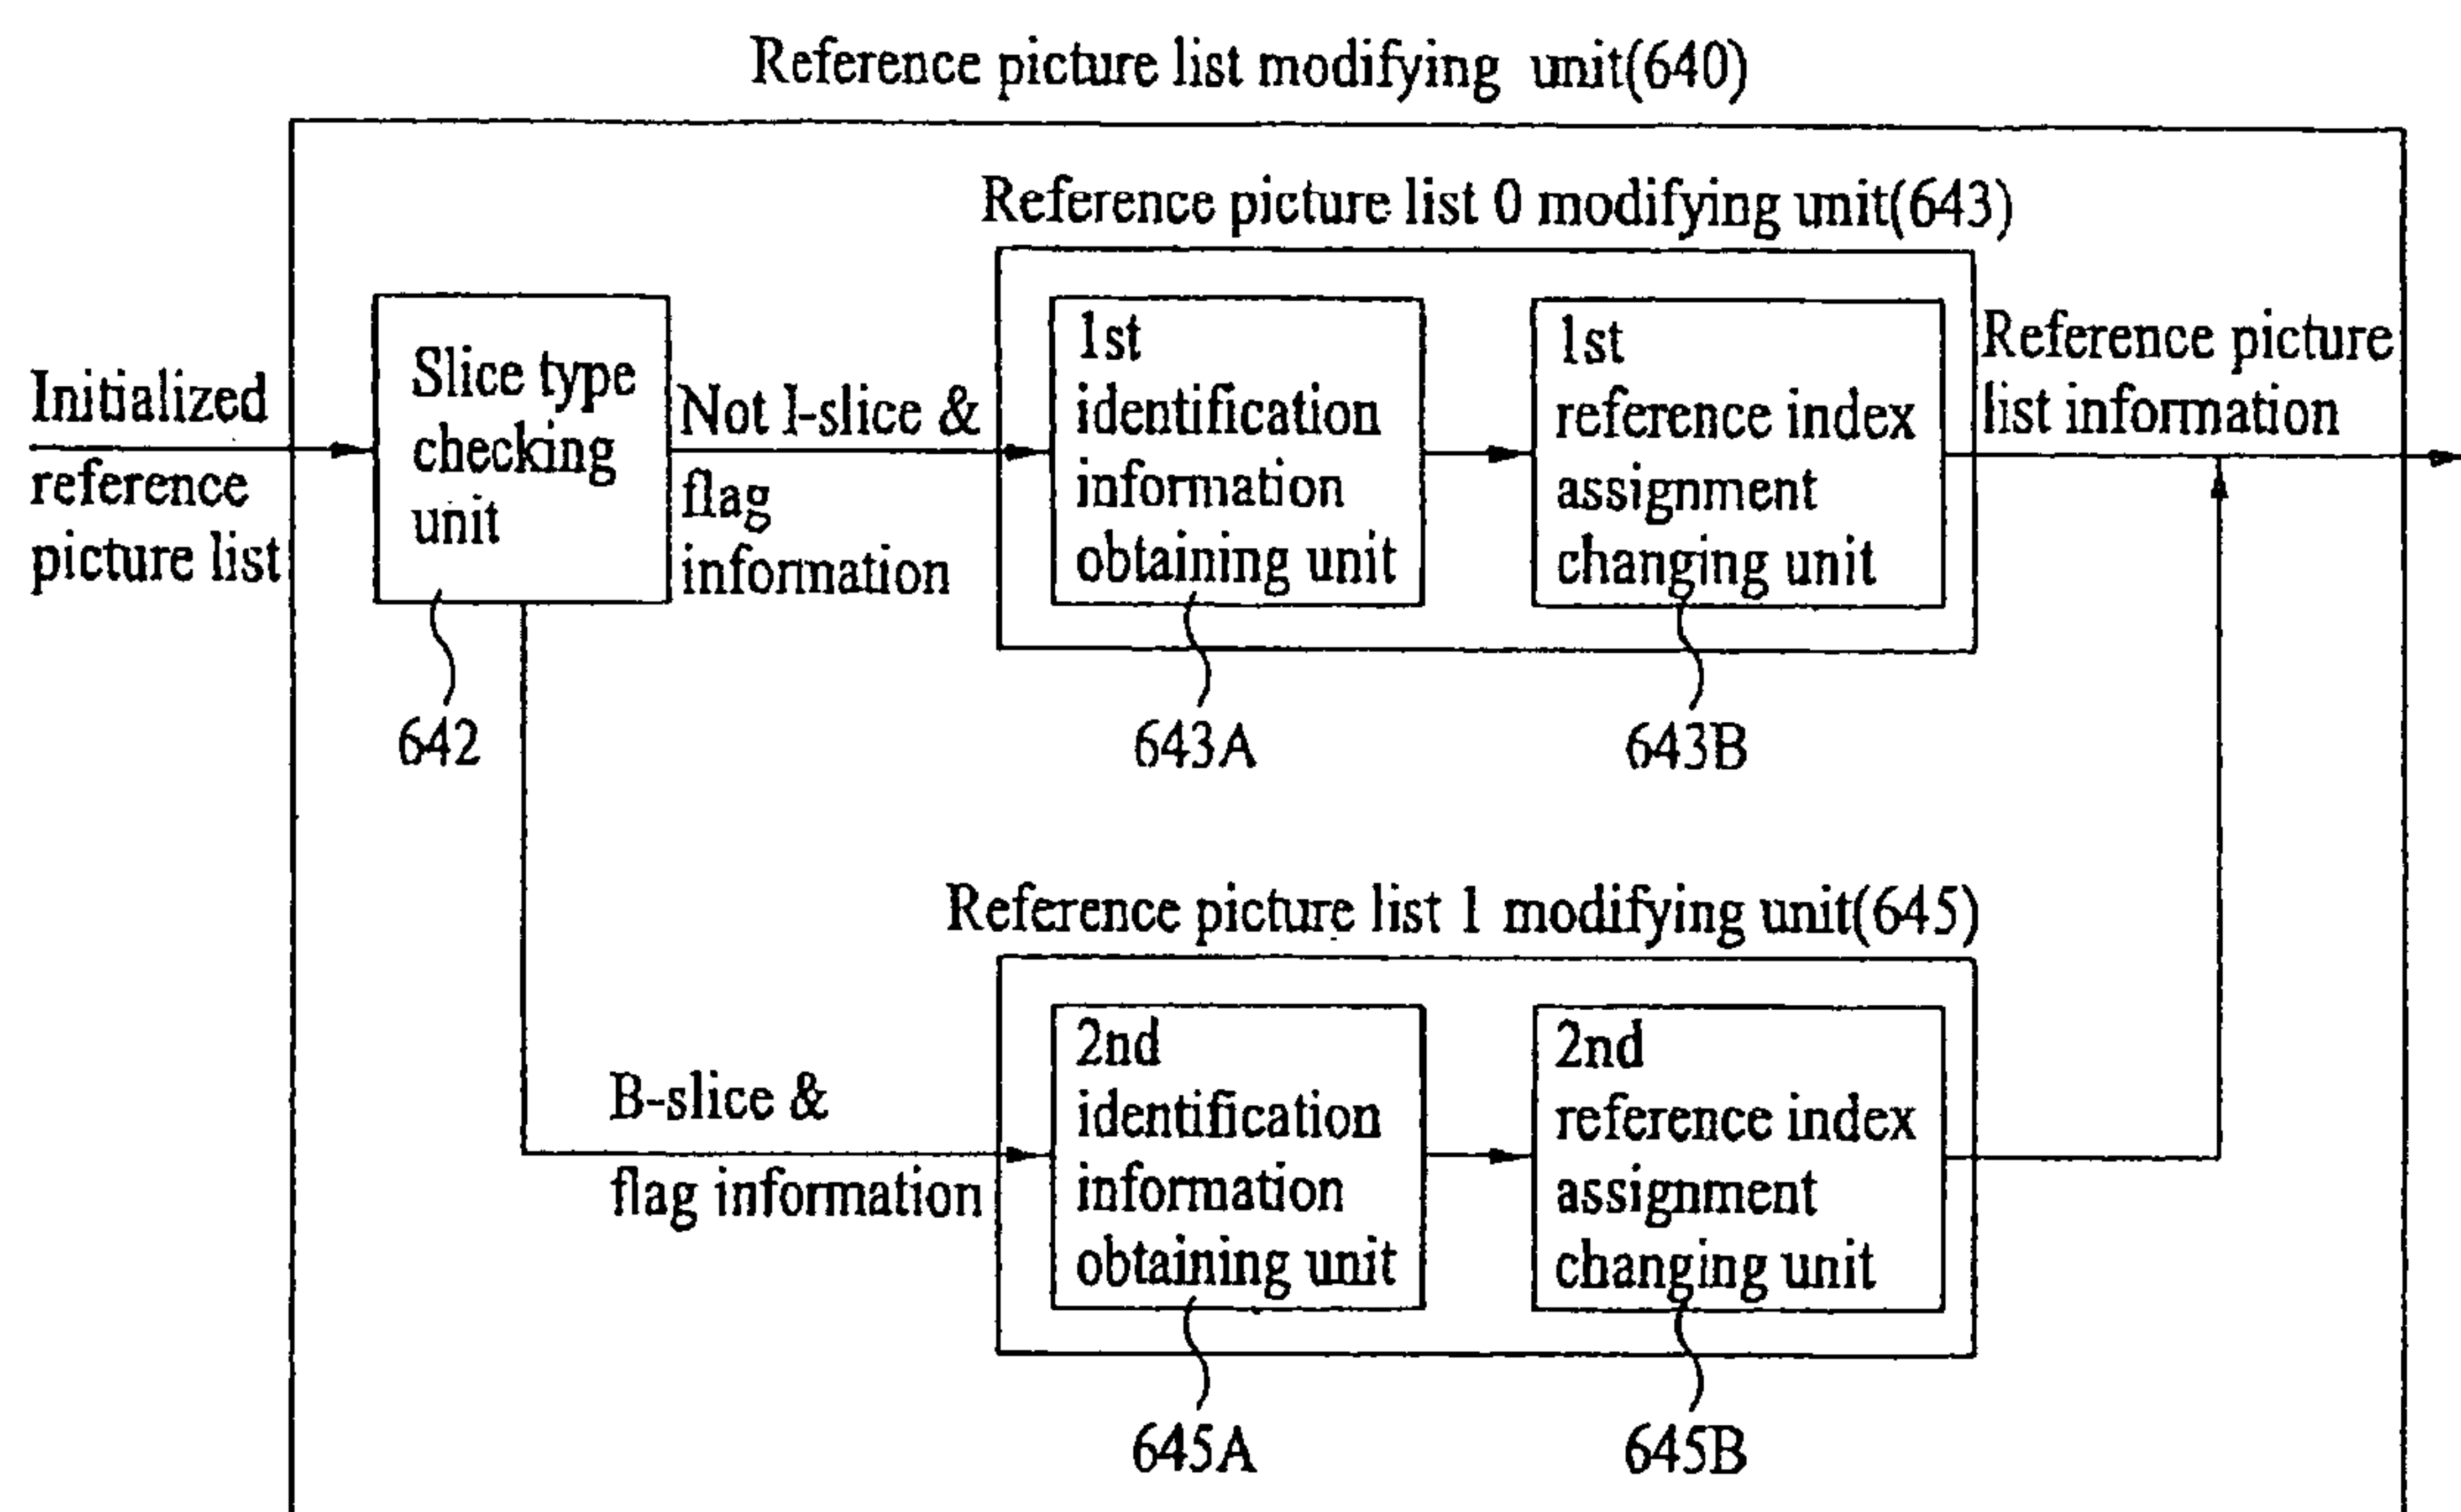 Reference picture list modifying unit(640)
Reference picture list 0 modifying unit(643)
Initialized
reference
picture list
Slice type
checking
unit
642
Not I-slice &
flag
information
1st
identification
information
obtaining unit
643A
1st
reference index
assignment
changing unit
643B
Reference picture
list information
Reference picture list 1 modifying unit(645)
B-slice &
flag information
2nd
identification
information
obtaining unit
645A
2nd
reference index
assignment
changing unit
645B